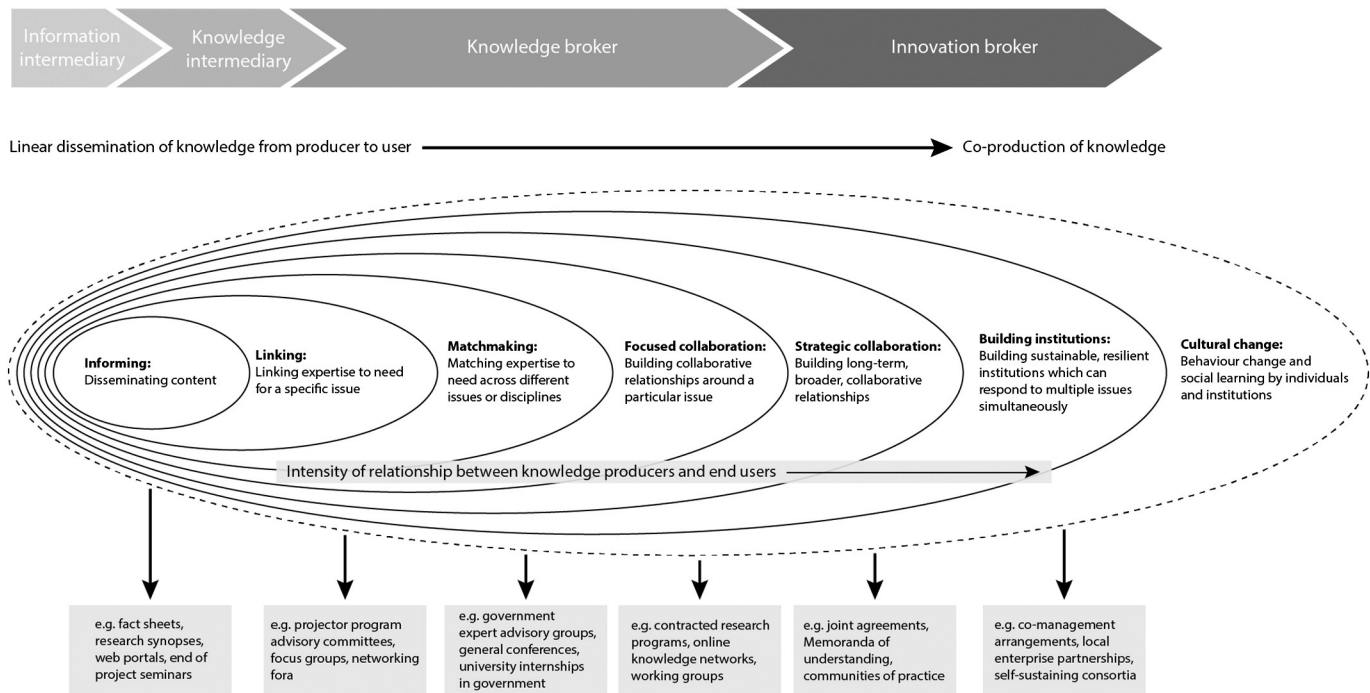 Information
intermediary
Knowledge
intermediary
Knowledge broker
Innovation broker
Linear dissemination of knowledge from producer to user
Co-production of knowledge
Informing:
Disseminating content
Linking:
Linking expertise to need
for a specific issue
Matchmaking:
Matching expertise to
need across different
issues or disciplines
Focused collaboration:
Building collaborative
relationships around a
particular issue
Strategic collaboration:
Building long-term,
broader, collaborative
relationships
Building institutions:
Building sustainable, resilient
institutions which can
respond to multiple issues
simultaneously
Cultural change:
Behaviour change and
social learning by individuals
and institutions
Intensity of relationship between knowledge producers and end users
e.g. fact sheets,
research synopses,
web portals, end of
project seminars
e.g. projector program
advisory committees,
focus groups, networking
fora
e.g. government
expert advisory groups,
general conferences,
university internships
in government
e.g. contracted research
programs, online
knowledge networks,
working groups
e.g. joint agreements,
Memoranda of
understanding,
communities of practice
e.g. co-management
arrangements, local
enterprise partnerships,
self-sustaining consortia